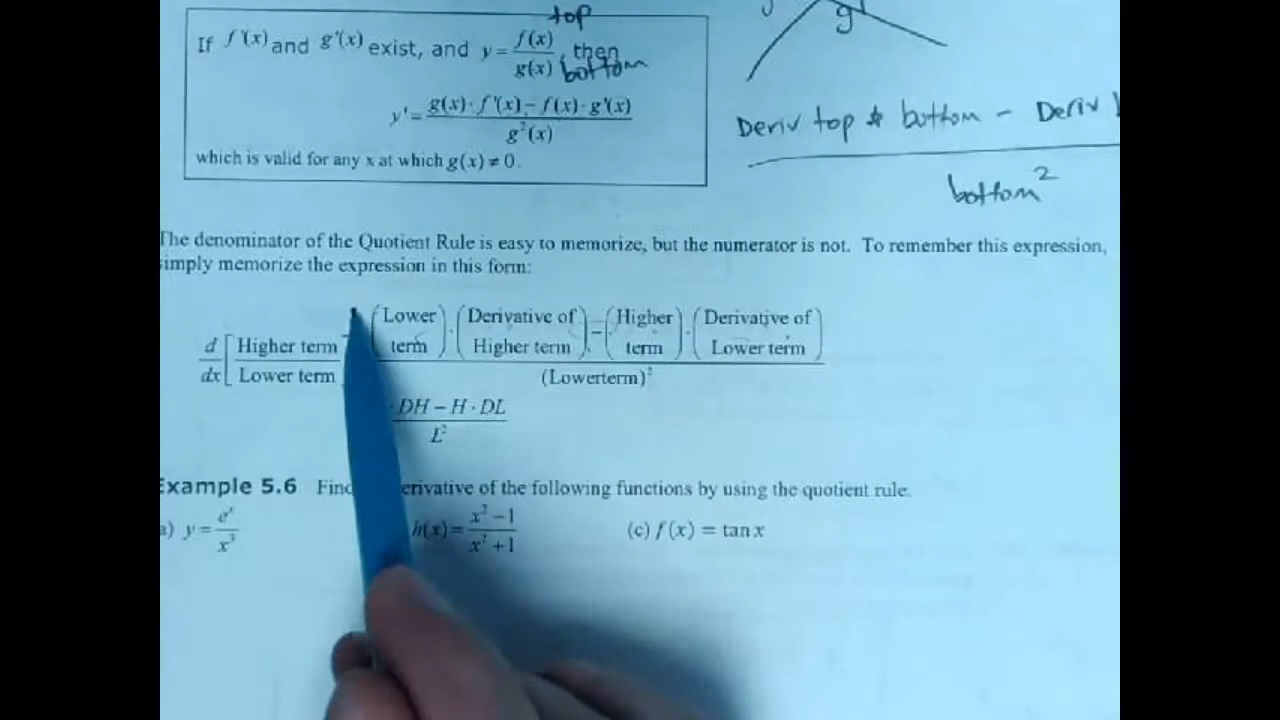 top
g'
If f'(x) and g'(x) exist, and y = f(x)/g(x), then
bottom
y' = g(x)·f'(x) − f(x)·g'(x) / g²(x)
which is valid for any x at which g(x) ≠ 0.
Deriv top * bottom - Deriv
bottom²
The denominator of the Quotient Rule is easy to memorize, but the numerator is not. To remember this expression,
simply memorize the expression in this form:
d/dx [Higher term / Lower term] (Lower term)·(Derivative of Higher term) − (Higher term)·(Derivative of Lower term) / (Lowerterm)²
· DH − H · DL / L²
Example 5.6 Find erivative of the following functions by using the quotient rule.
a) y = eˣ/x³ h(x) = x² −1 / x² +1 (c) f(x) = tan x